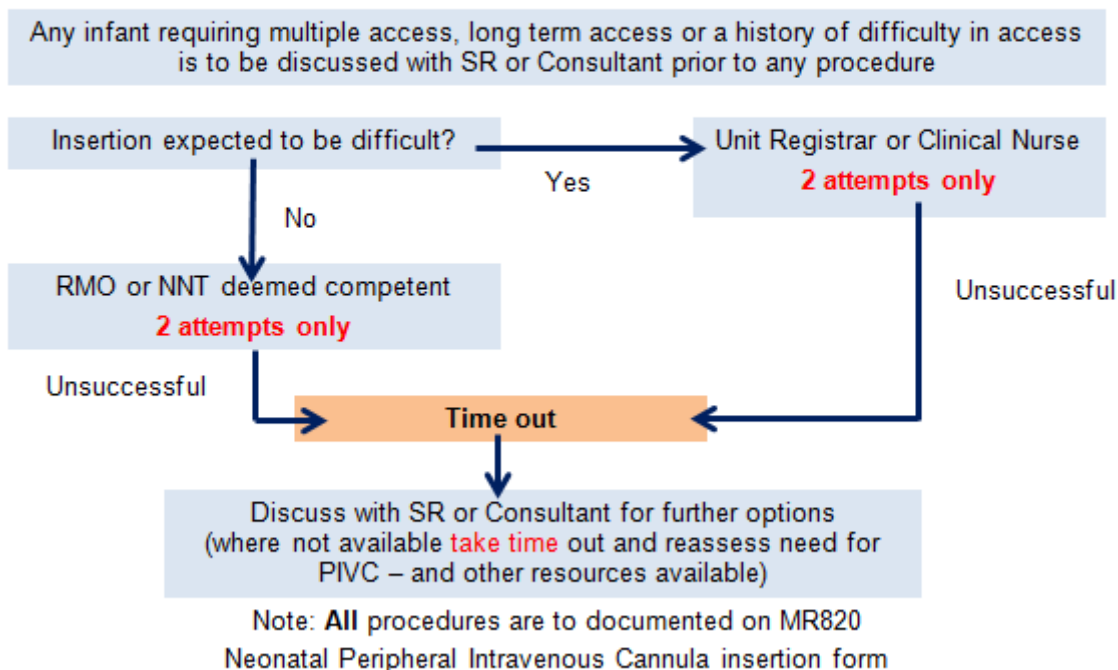 Any infant requiring multiple access, long term access or a history of difficulty in access
is to be discussed with SR or Consultant prior to any procedure
Insertion expected to be difficult?
Yes
Unit Registrar or Clinical Nurse
2 attempts only
No
RMO or NNT deemed competent
2 attempts only
Unsuccessful
Unsuccessful
Time out
Discuss with SR or Consultant for further options
(where not available take time out and reassess need for
PIVC – and other resources available)
Note: All procedures are to documented on MR820
Neonatal Peripheral Intravenous Cannula insertion form